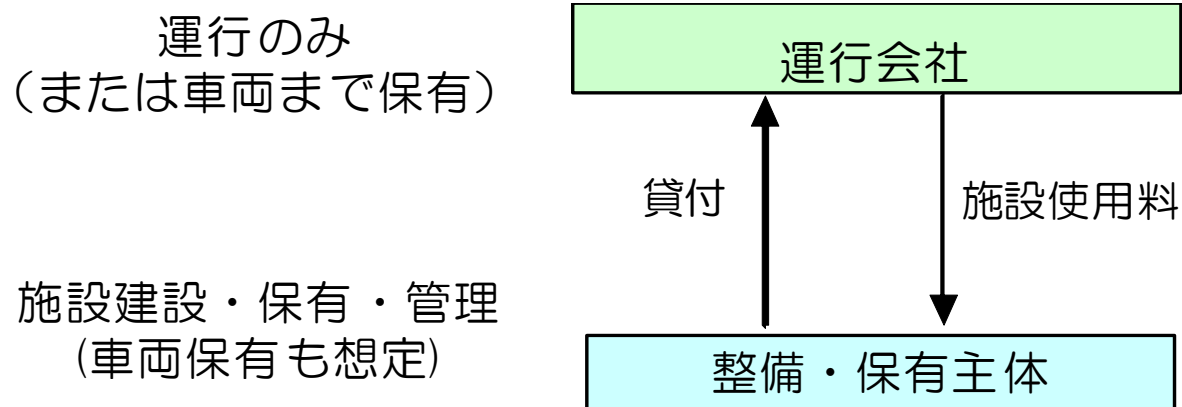 運行のみ
（または車両まで保有）
運行会社
貸付
施設使用料
施設建設・保有・管理
(車両保有も想定)
整備・保有主体